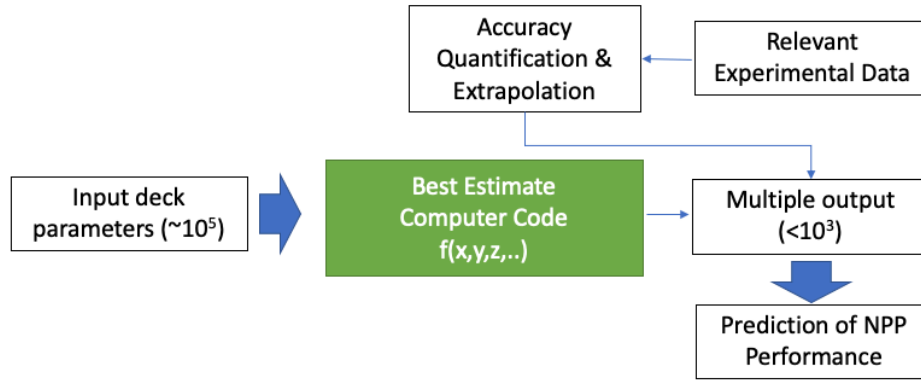 Accuracy
Quantification &
Extrapolation
Relevant
Experimental Data
Input deck
parameters (~10⁵)
Best Estimate
Computer Code
f(x,y,z,..)
Multiple output
(<10³)
Prediction of NPP
Performance